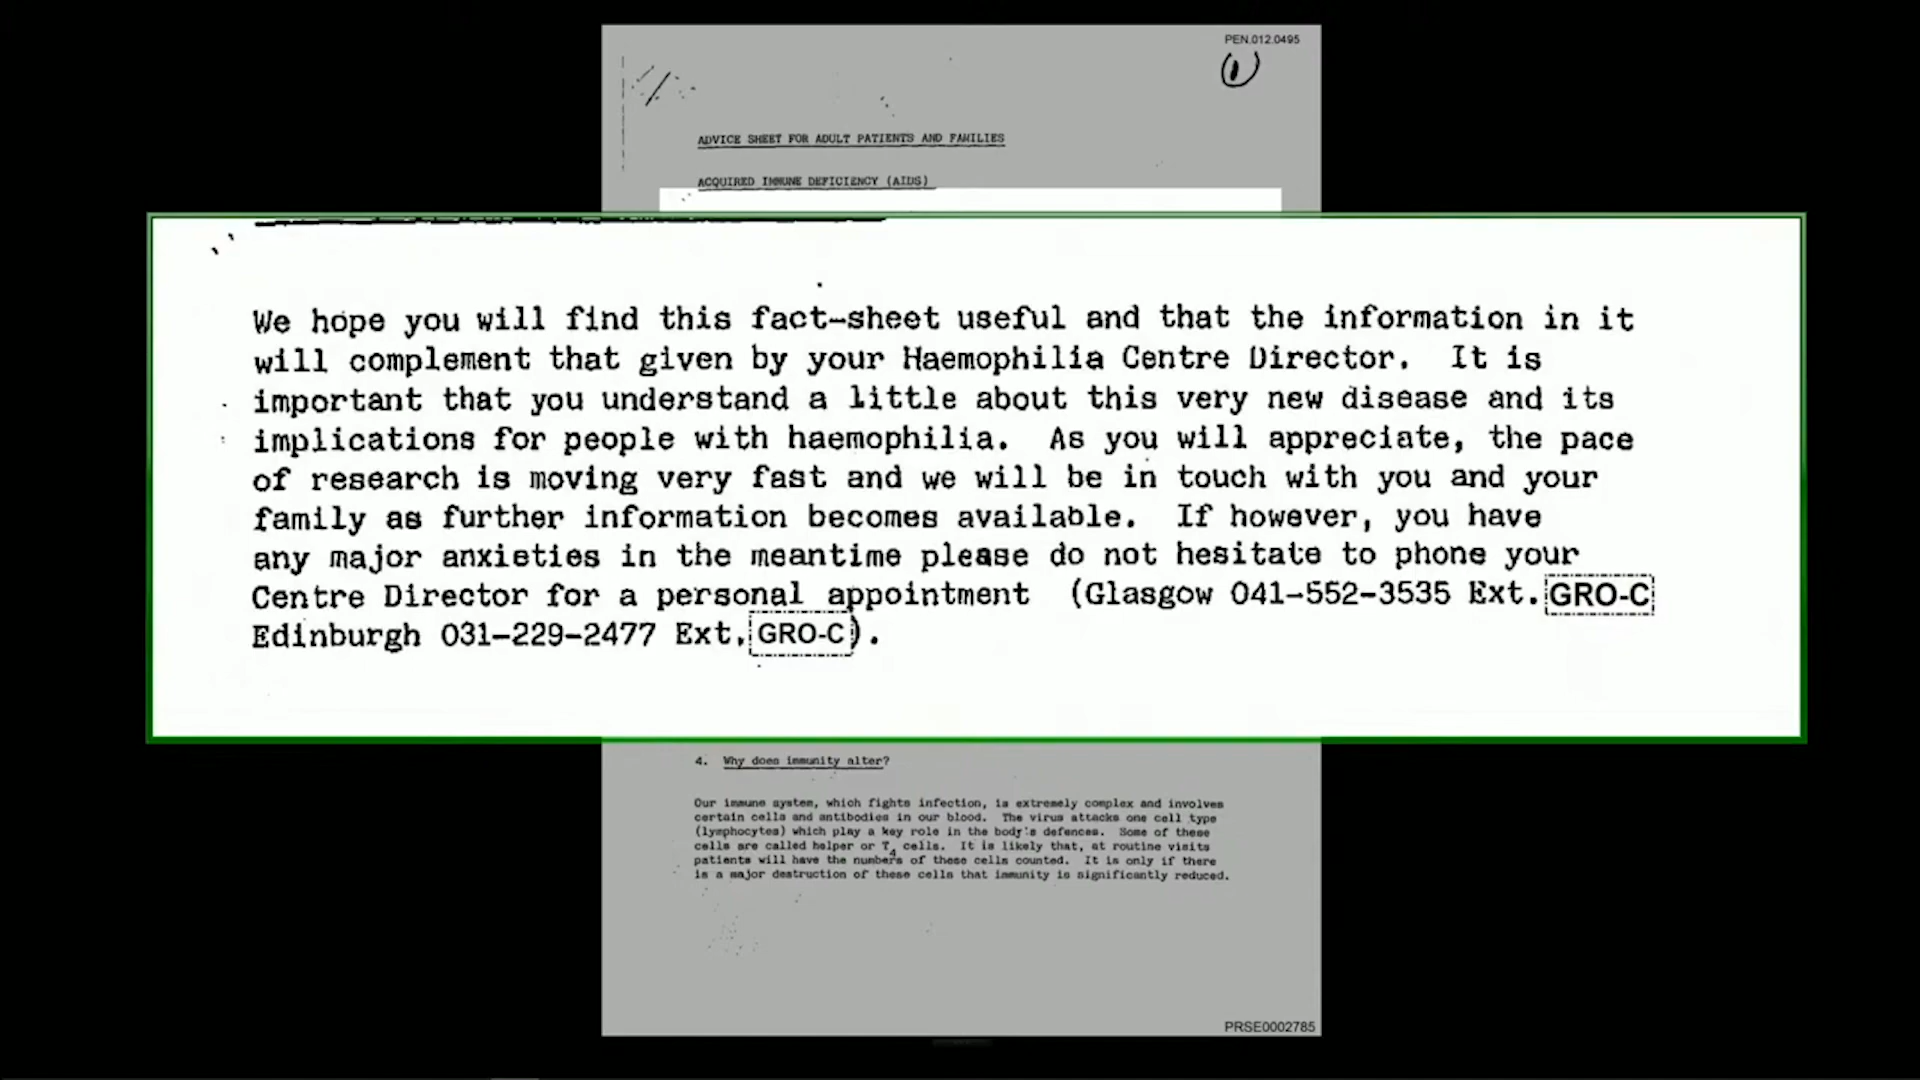 PEN.012.0495
1
ADVICE SHEET FOR ADULT PATIENTS AND FAMILIES
ACQUIRED IMMUNE DEFICIENCY (AIDS)
We hope you will find this fact-sheet useful and that the information in it
will complement that given by your Haemophilia Centre Director. It is
important that you understand a little about this very new disease and its
implications for people with haemophilia. As you will appreciate, the pace
of research is moving very fast and we will be in touch with you and your
family as further information becomes available. If however, you have
any major anxieties in the meantime please do not hesitate to phone your
Centre Director for a personal appointment (Glasgow 041-552-3535 Ext. GRO-C
Edinburgh 031-229-2477 Ext. GRO-C).
4. Why does immunity alter?
Our immune system, which fights infection, is extremely complex and involves
certain cells and antibodies in our blood. The virus attacks one cell type
(lymphocytes) which play a key role in the body's defences. Some of these
cells are called helper or T4 cells. It is likely that, at routine visits
patients will have the numbers of these cells counted. It is only if there
is a major destruction of these cells that immunity is significantly reduced.
PRSE0002785